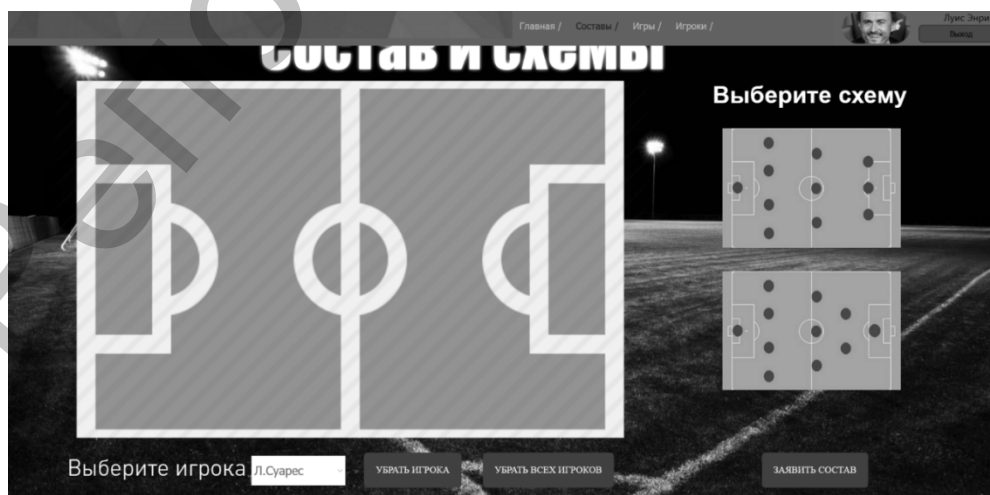 Главная / Составы / Игры / Игроки /
Луис Энри
Выход
Состав и схемы
Выберите схему
Выберите игрока Л.Суарес УБРАТЬ ИГРОКА УБРАТЬ ВСЕХ ИГРОКОВ ЗАЯВИТЬ СОСТАВ